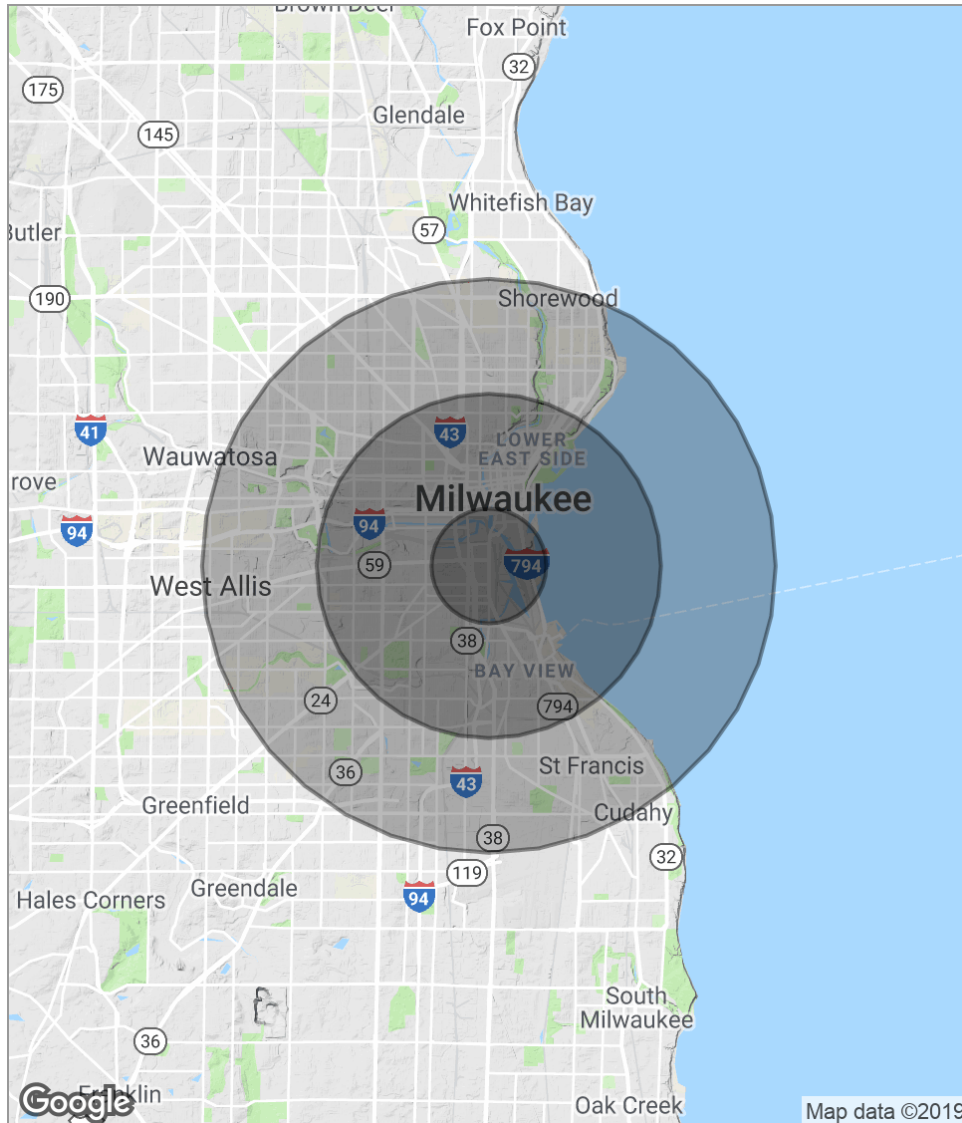 Brown Deer
Fox Point
32
175
Glendale
145
Whitefish Bay
57
Butler
190
Shorewood
41
43
LOWER
EAST SIDE
Wauwatosa
rove
Milwaukee
94
94
59
794
West Allis
38
BAY VIEW
24
794
36
St Francis
43
Greenfield
Cudahy
38
32
119
Greendale
94
Hales Corners
South
Milwaukee
36
Franklin
Google
Oak Creek
Map data ©2019